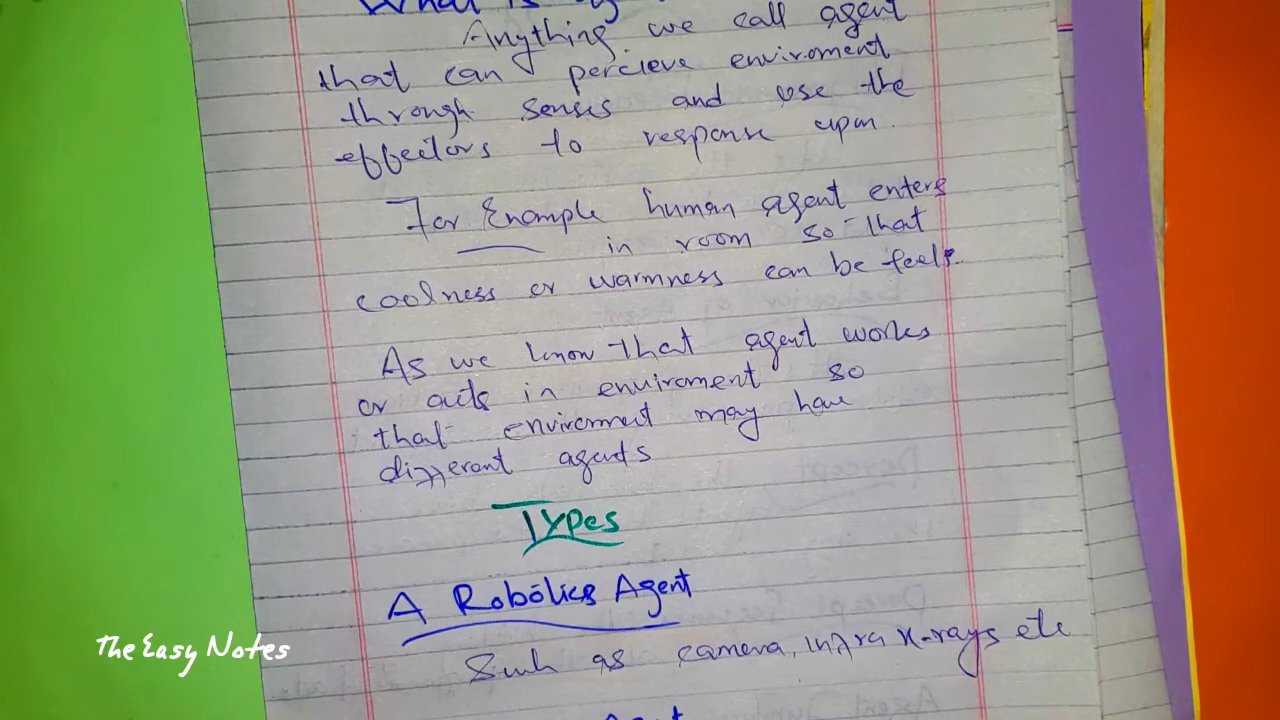 What is
Anything we call agent
that can percieve enviroment
through senses and use the
effectors to response upon.
For Example human agent enters
in room so that
coolness or warmness can be feels.
As we know that agent works
or acts in enviroment so
that enviroment may have
different agents
Types
A Robotics Agent
Such as camera, infra x-rays etc
The Easy Notes